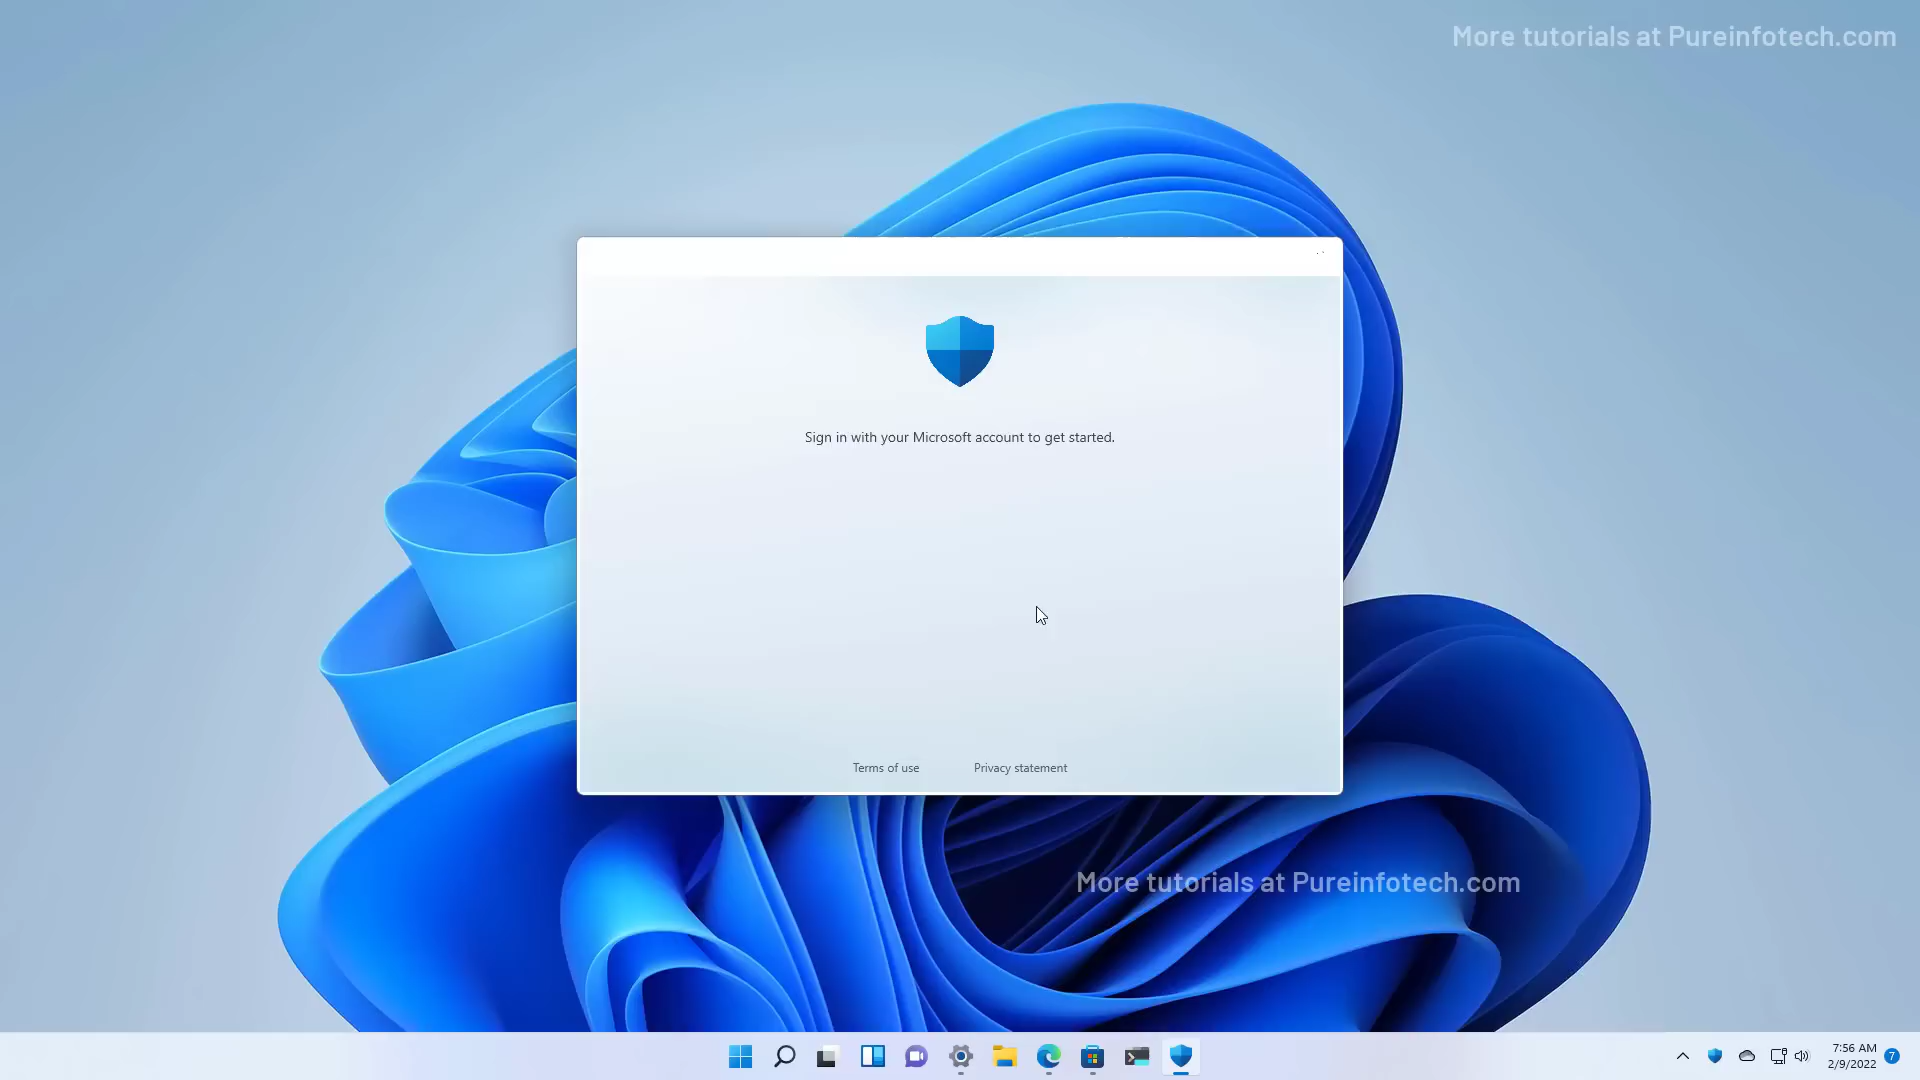 More tutorials at Pureinfotech.com
Sign in with your Microsoft account to get started.
Terms of use
Privacy statement
More tutorials at Pureinfotech.com
7:56 AM
2/9/2022
7